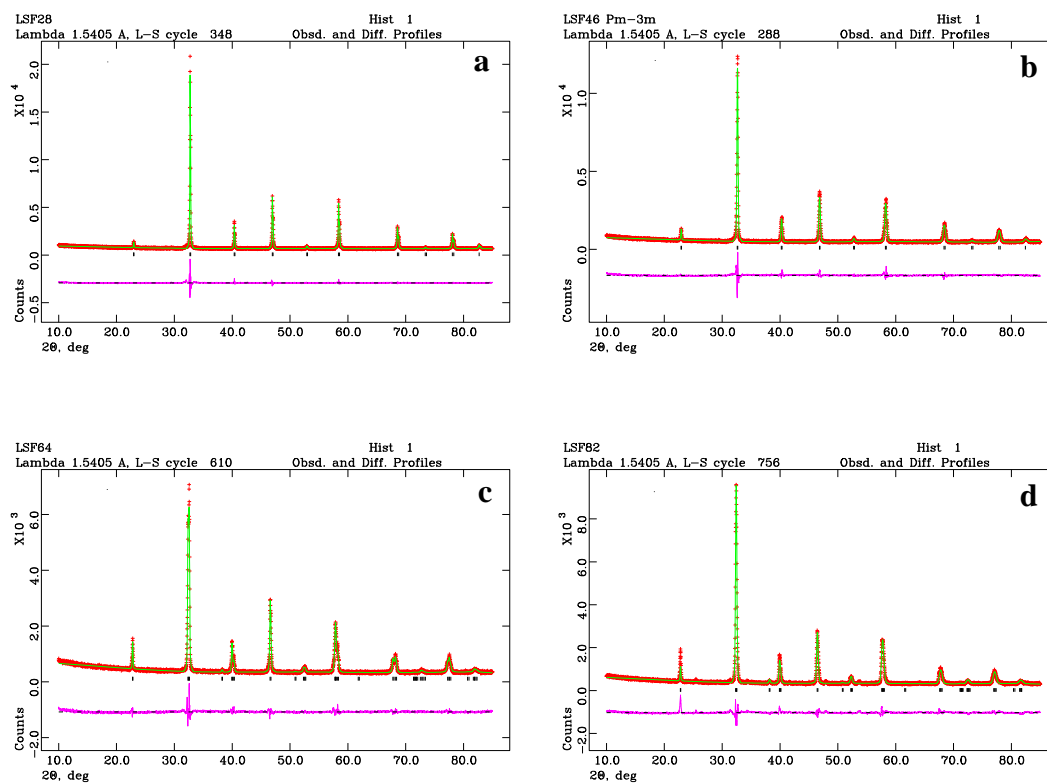 LSF28 Hist 1
Lambda 1.5405 A, L-S cycle 348 Obsd. and Diff. Profiles
a
X10 4
Counts
2.0
1.5
1.0
0.5
0.0
-0.5
10.0 20.0 30.0 40.0 50.0 60.0 70.0 80.0
2θ, deg
LSF46 Pm-3m Hist 1
Lambda 1.5405 A, L-S cycle 288 Obsd. and Diff. Profiles
b
X10 4
Counts
1.0
0.5
0.0
10.0 20.0 30.0 40.0 50.0 60.0 70.0 80.0
2θ, deg
LSF64 Hist 1
Lambda 1.5405 A, L-S cycle 610 Obsd. and Diff. Profiles
c
X10 3
Counts
6.0
4.0
2.0
0.0
-2.0
10.0 20.0 30.0 40.0 50.0 60.0 70.0 80.0
2θ, deg
LSF82 Hist 1
Lambda 1.5405 A, L-S cycle 756 Obsd. and Diff. Profiles
d
X10 3
Counts
8.0
6.0
4.0
2.0
0.0
-2.0
10.0 20.0 30.0 40.0 50.0 60.0 70.0 80.0
2θ, deg